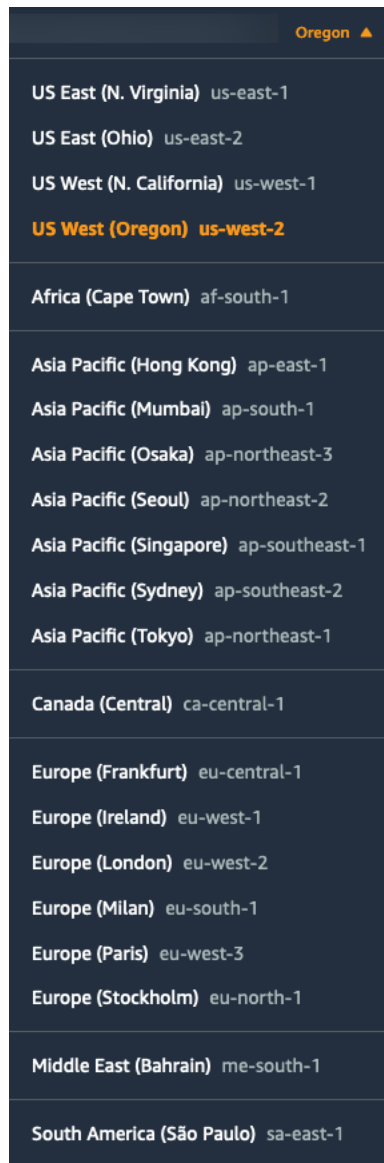 Oregon ▲
US East (N. Virginia) us-east-1
US East (Ohio) us-east-2
US West (N. California) us-west-1
US West (Oregon) us-west-2
Africa (Cape Town) af-south-1
Asia Pacific (Hong Kong) ap-east-1
Asia Pacific (Mumbai) ap-south-1
Asia Pacific (Osaka) ap-northeast-3
Asia Pacific (Seoul) ap-northeast-2
Asia Pacific (Singapore) ap-southeast-1
Asia Pacific (Sydney) ap-southeast-2
Asia Pacific (Tokyo) ap-northeast-1
Canada (Central) ca-central-1
Europe (Frankfurt) eu-central-1
Europe (Ireland) eu-west-1
Europe (London) eu-west-2
Europe (Milan) eu-south-1
Europe (Paris) eu-west-3
Europe (Stockholm) eu-north-1
Middle East (Bahrain) me-south-1
South America (São Paulo) sa-east-1